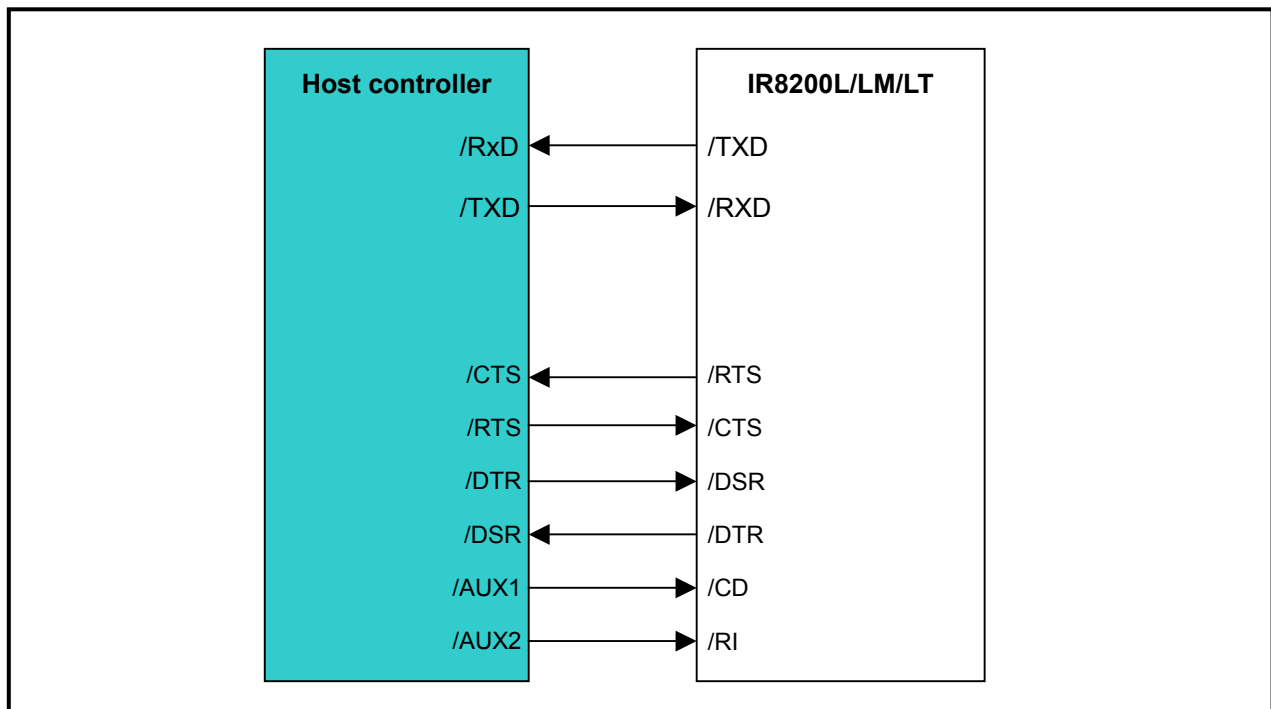 Host controller IR8200L/LM/LT
/RxD /TXD
/TXD /RXD
/CTS /RTS
/RTS /CTS
/DTR /DSR
/DSR /DTR
/AUX1 /CD
/AUX2 /RI